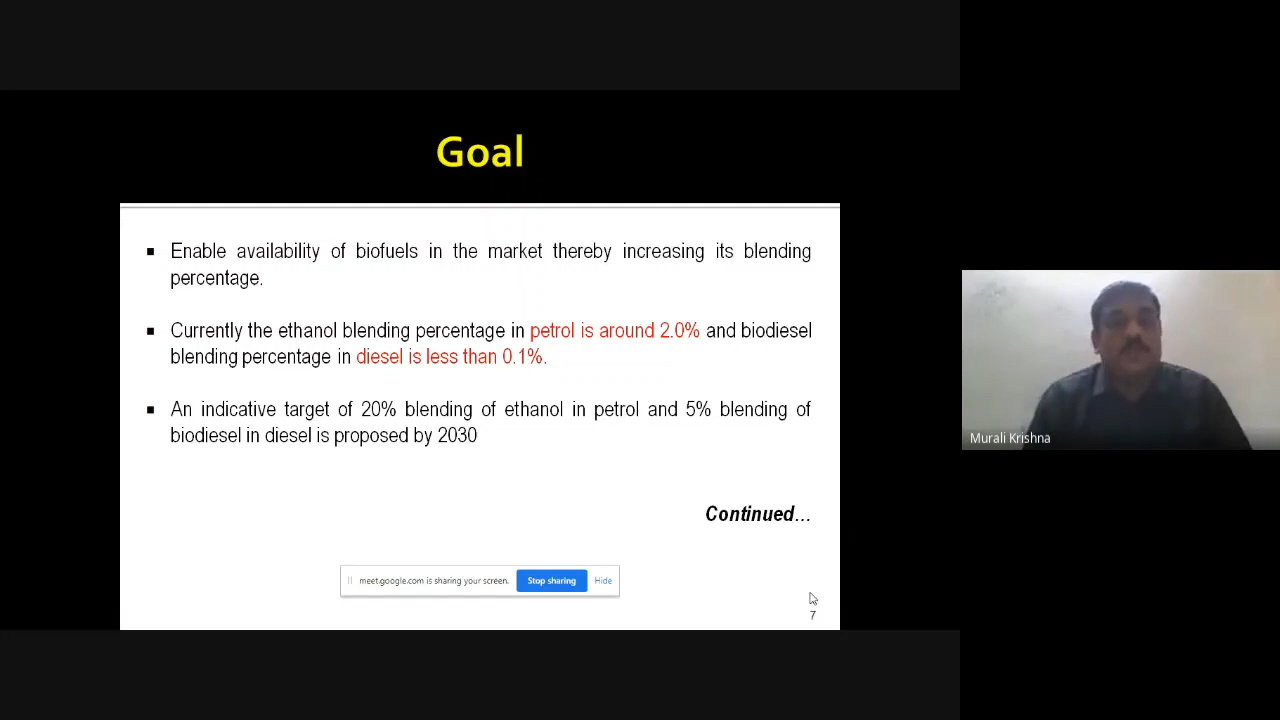 Goal
▪ Enable availability of biofuels in the market thereby increasing its blending
percentage.
▪ Currently the ethanol blending percentage in petrol is around 2.0% and biodiesel
blending percentage in diesel is less than 0.1%.
▪ An indicative target of 20% blending of ethanol in petrol and 5% blending of
biodiesel in diesel is proposed by 2030
Continued...
meet.google.com is sharing your screen. Stop sharing Hide
7
Murali Krishna